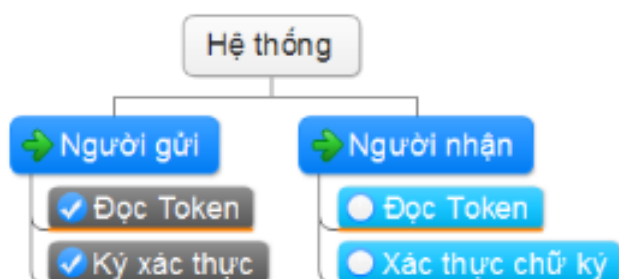 Hệ thống
Người gửi
Người nhận
Đọc Token
Đọc Token
Ký xác thực
Xác thực chữ ký